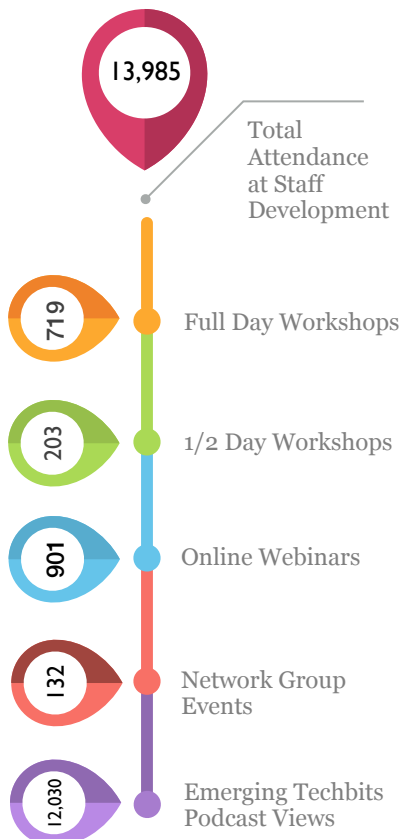 13,985
Total
Attendance
at Staff
Development
719
Full Day Workshops
203
1/2 Day Workshops
901
Online Webinars
132
Network Group
Events
12,030
Emerging Techbits
Podcast Views